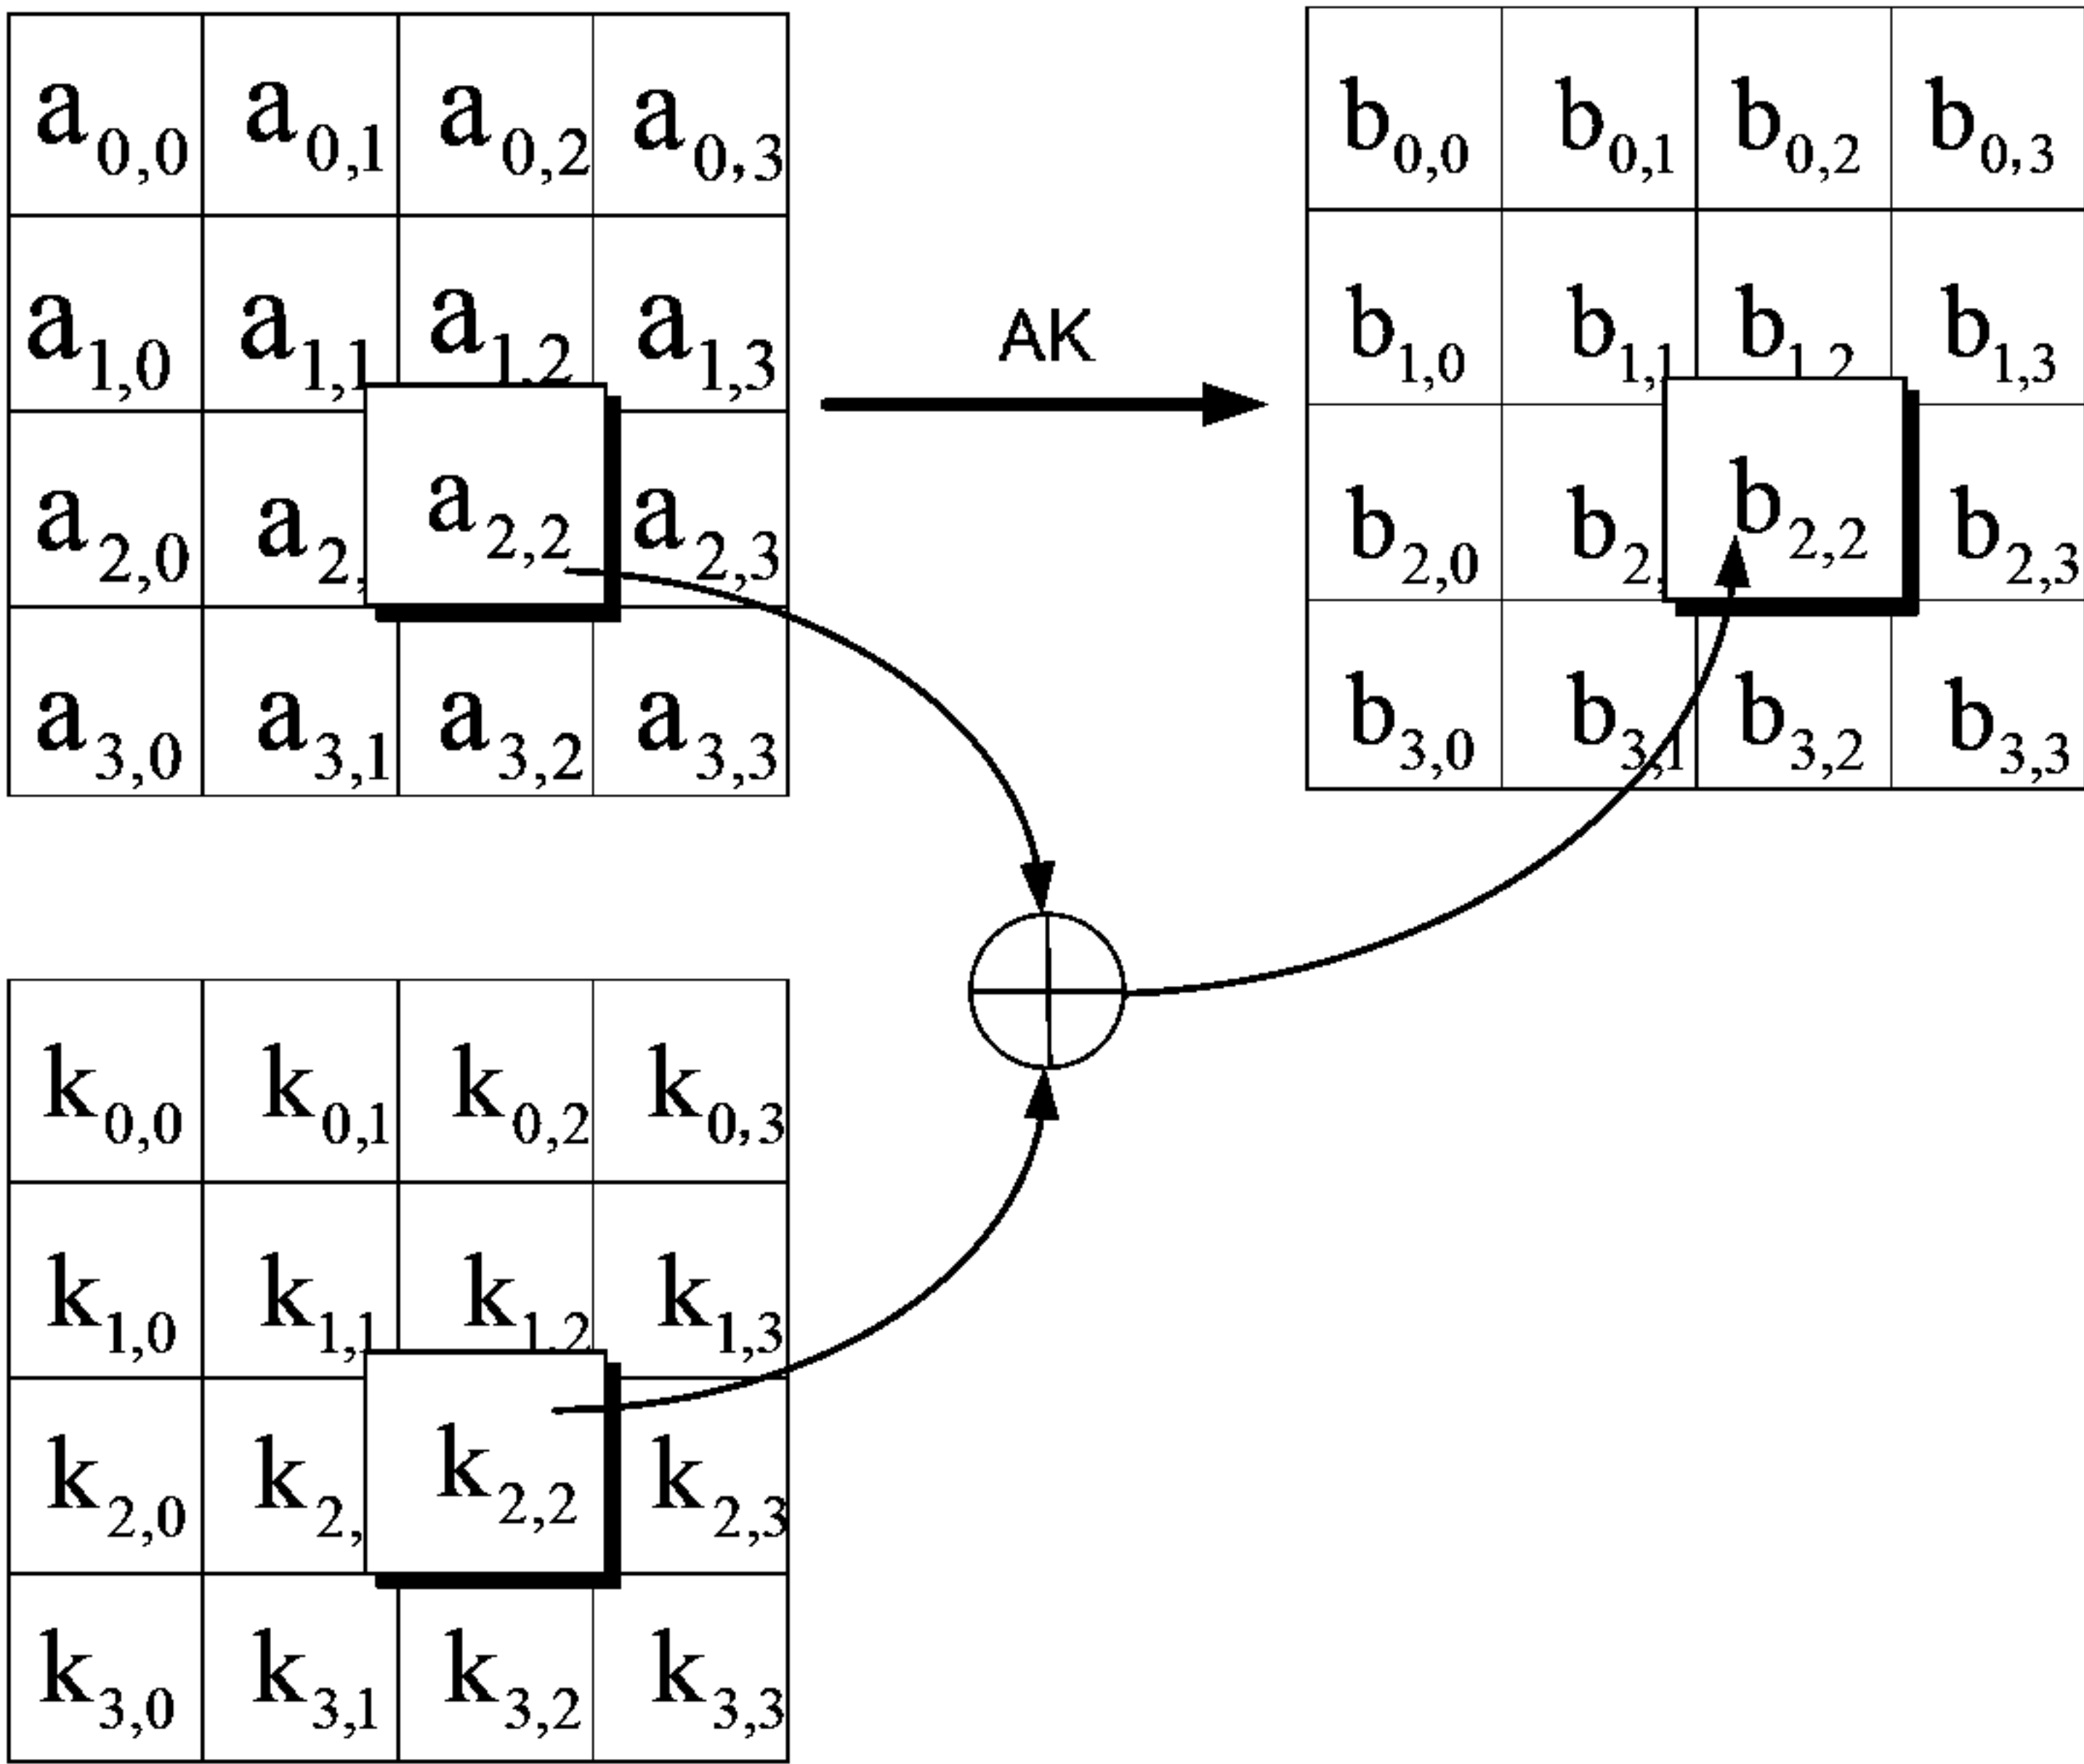 a0,0 a0,1 a0,2 a0,3
a1,0 a1,1 a1,2 a1,3
a2,0 a2, a2,2 a2,3
a3,0 a3,1 a3,2 a3,3
AK
b0,0 b0,1 b0,2 b0,3
b1,0 b1,1 b1,2 b1,3
b2,0 b2, b2,2 b2,3
b3,0 b3,1 b3,2 b3,3
k0,0 k0,1 k0,2 k0,3
k1,0 k1,1 k1,2 k1,3
k2,0 k2, k2,2 k2,3
k3,0 k3,1 k3,2 k3,3